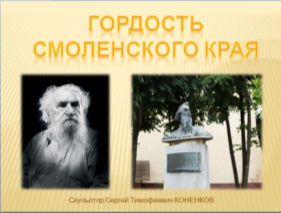 ГОРДОСТЬ
СМОЛЕНСКОГО КРАЯ
Скульптор Сергей Тимофеевич КОНЕНКОВ